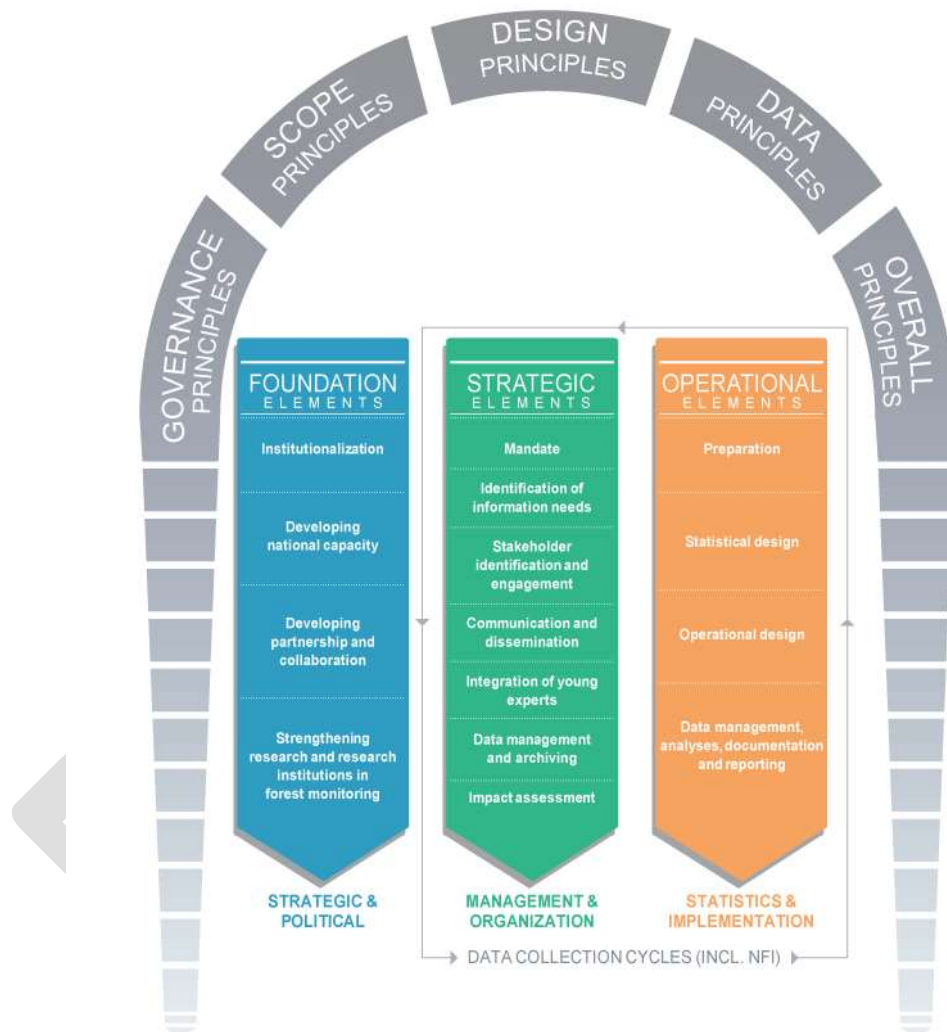 GOVERNANCE
PRINCIPLES
SCOPE
PRINCIPLES
DESIGN
PRINCIPLES
DATA
PRINCIPLES
OVERALL
PRINCIPLES
FOUNDATION
ELEMENTS
Institutionalization
Developing
national capacity
Developing
partnership and
collaboration
Strengthening
research and research
institutions in
forest monitoring
STRATEGIC &
POLITICAL
STRATEGIC
ELEMENTS
Mandate
Identification of
information needs
Stakeholder
identification and
engagement
Communication and
dissemination
Integration of young
experts
Data management
and archiving
Impact assessment
MANAGEMENT &
ORGANIZATION
OPERATIONAL
ELEMENTS
Preparation
Statistical design
Operational design
Data management,
analyses, documentation
and reporting
STATISTICS &
IMPLEMENTATION
DATA COLLECTION CYCLES (INCL. NFI)